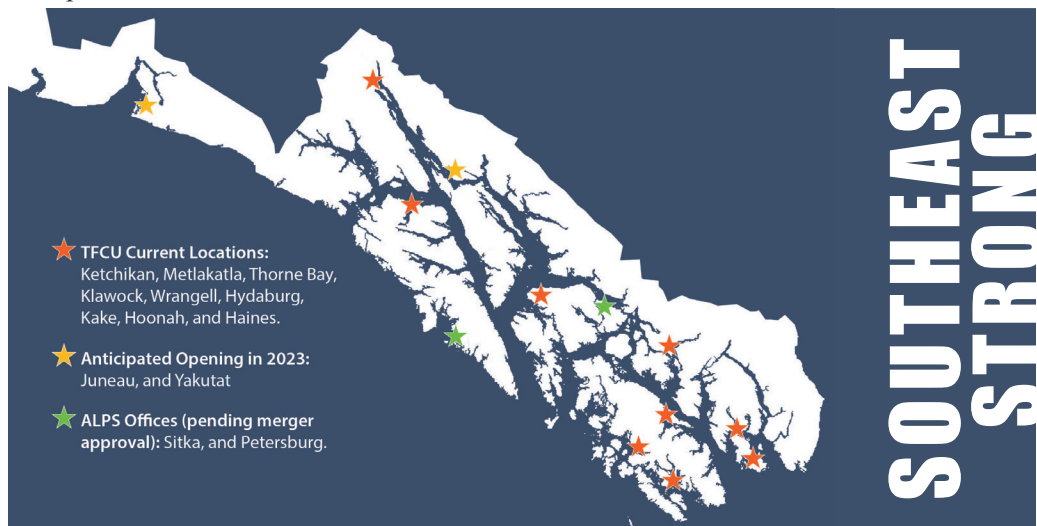 TFCU Current Locations:
Ketchikan, Metlakatla, Thorne Bay,
Klawock, Wrangell, Hydaburg,
Kake, Hoonah, and Haines.
Anticipated Opening in 2023:
Juneau, and Yakutat
ALPS Offices (pending merger
approval): Sitka, and Petersburg.
SOUTHEAST
STRONG